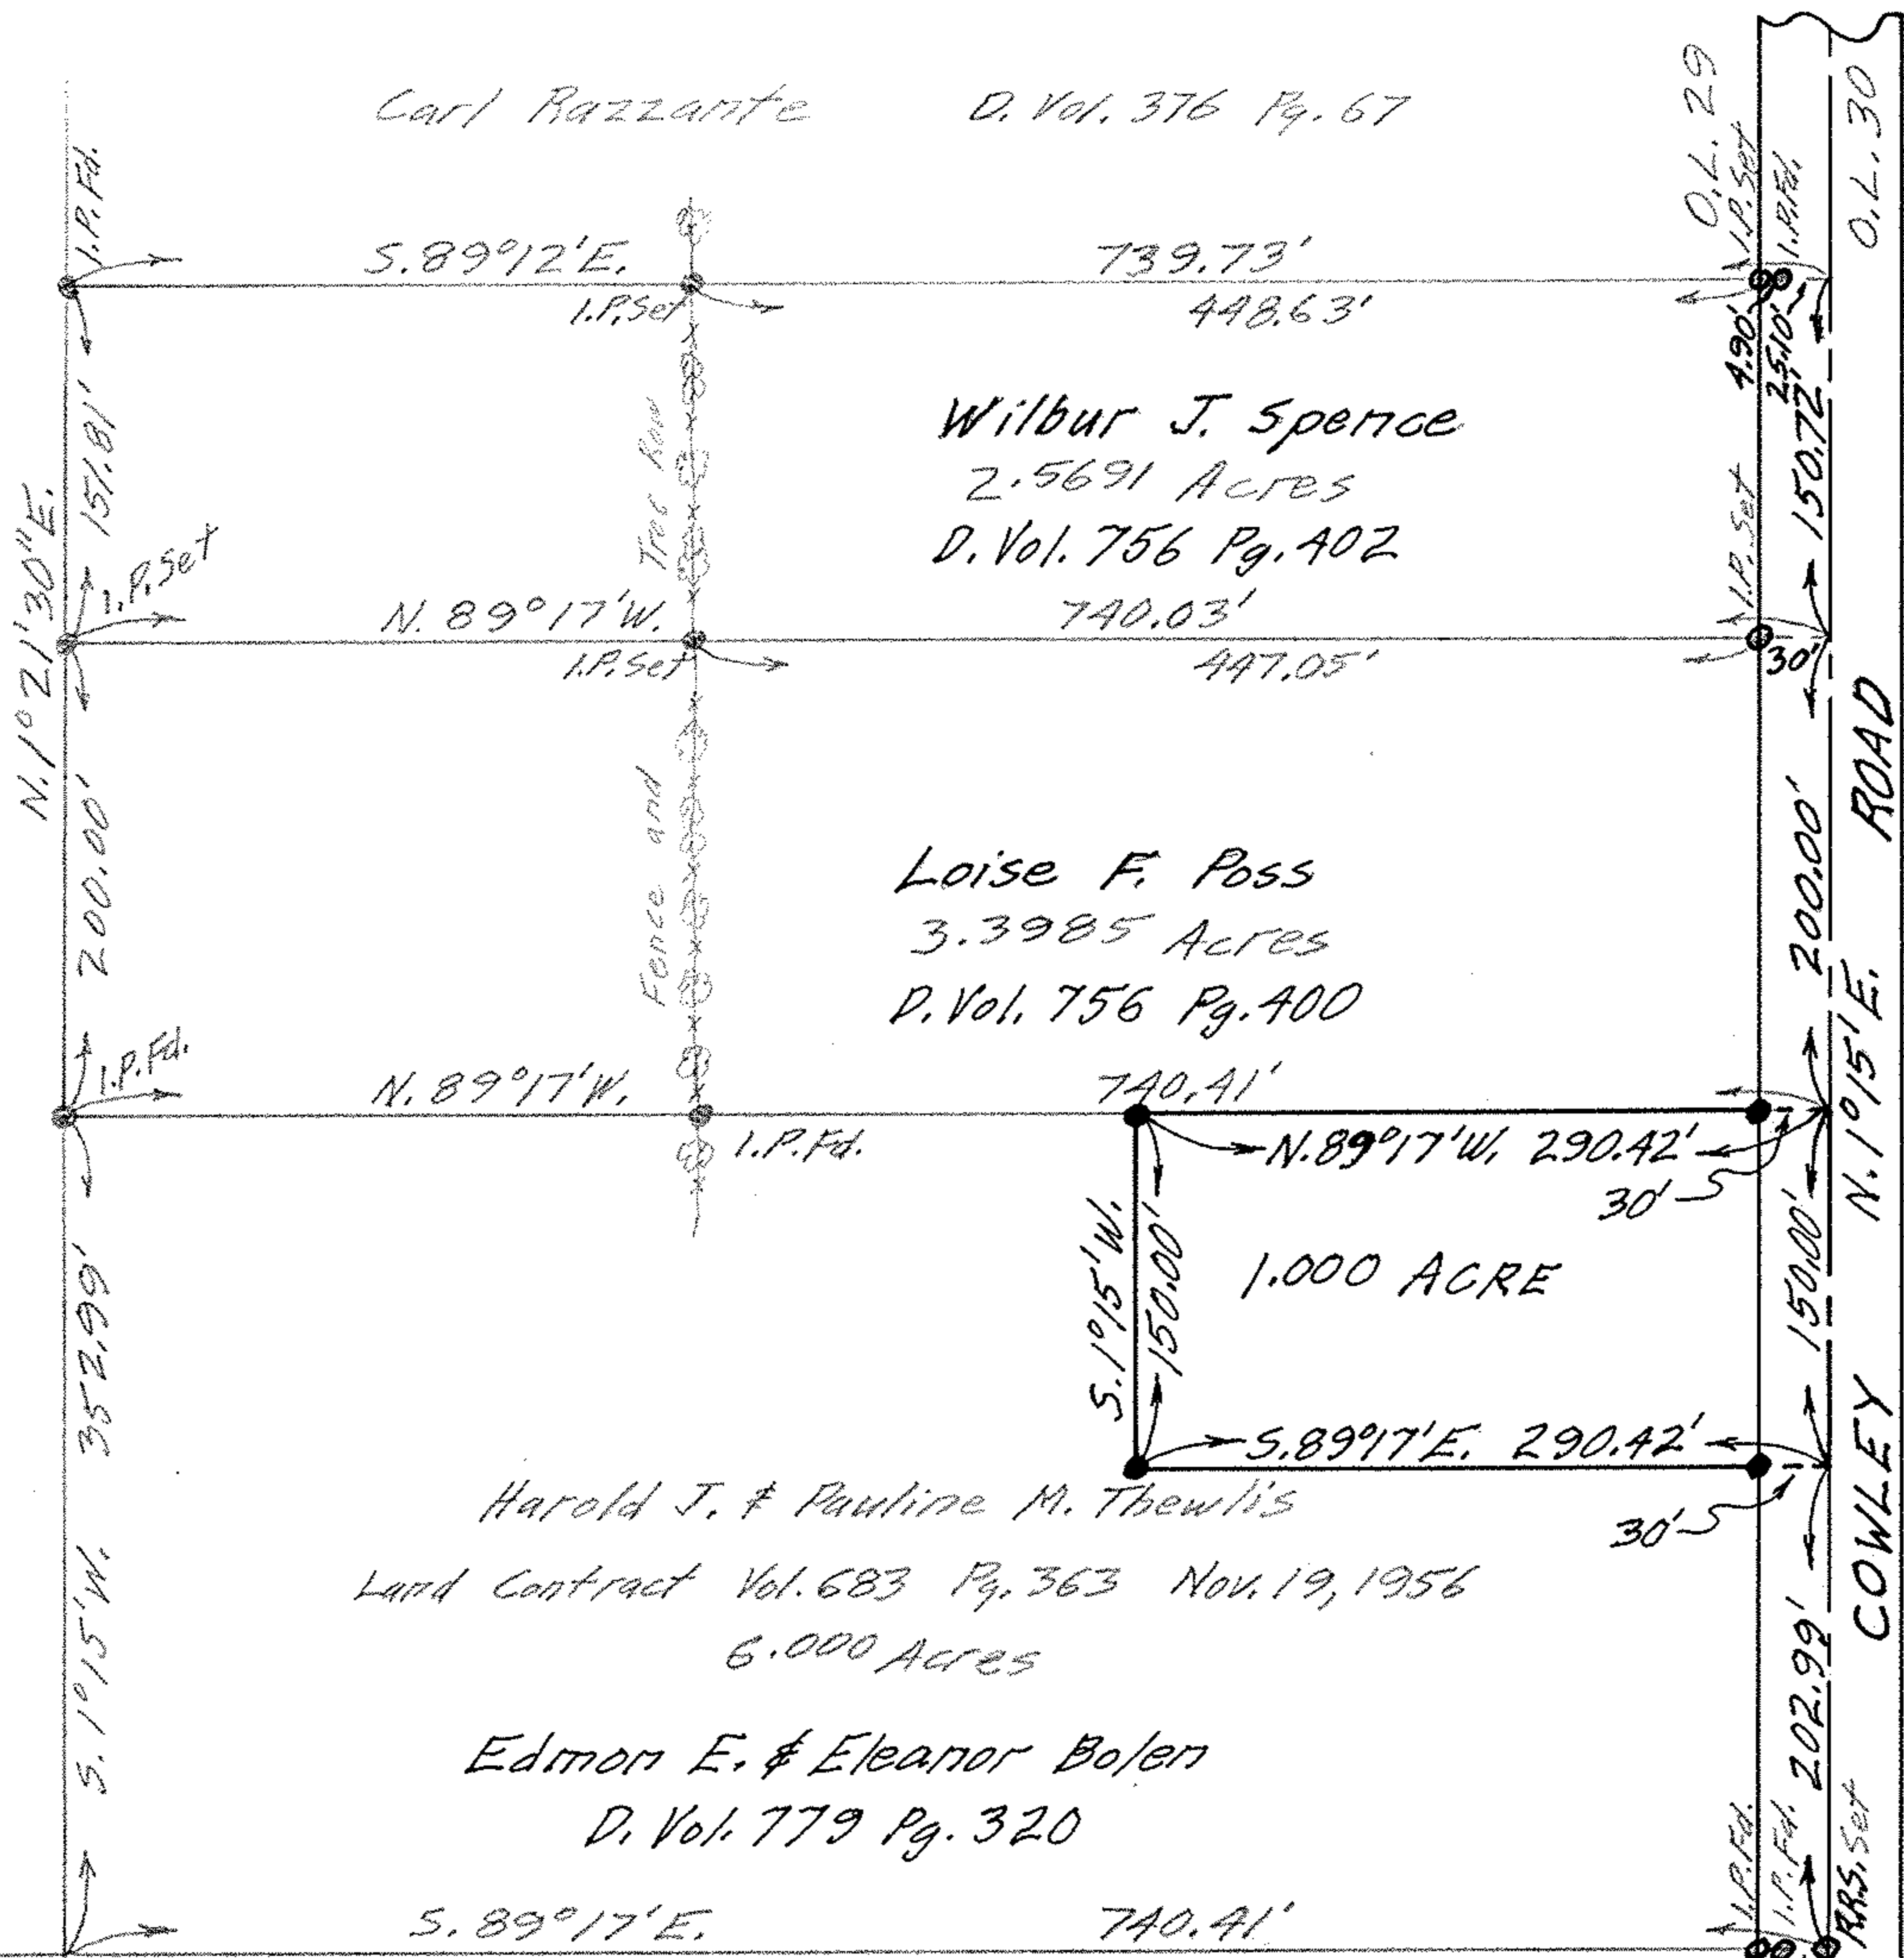 Carl Razzante D. Vol. 376 Pg. 67
O.L. 29
O.L. 30
I.P. Fd.
I.P. Set
I.P. Fd.
S. 89°12' E. 739.73'
I.P. Set 448.63'
4.90'
25.10'
151.81'
150.72'
Wilbur J. Spence
2.5691 Acres
D. Vol. 756 Pg. 402
N. 1°21'30" E.
I.P. Set
I.P. Set
N. 89°17' W. 740.03'
I.P. Set 447.05'
30'
200.00'
Fence and Tree Row
200.00'
Loise F. Poss
3.3985 Acres
D. Vol. 756 Pg. 400
I.P. Fd.
N. 89°17' W. 740.41'
I.P. Fd.
N. 89°17' W. 290.42'
30'
S. 1°15' W.
150.00'
1.000 ACRE
150.00'
COWLEY N. 1°15' E. ROAD
S. 89°17' E. 290.42'
30'
S. 1°15' W. 352.99'
Harold J. & Pauline M. Thewlis
Land Contract Vol. 683 Pg. 363 Nov. 19, 1956
6.000 Acres
Edmon E. & Eleanor Bolen
D. Vol. 779 Pg. 320
202.99'
I.P. Fd.
I.P. Fd.
R.R.S. Set
S. 89°17' E. 740.41'